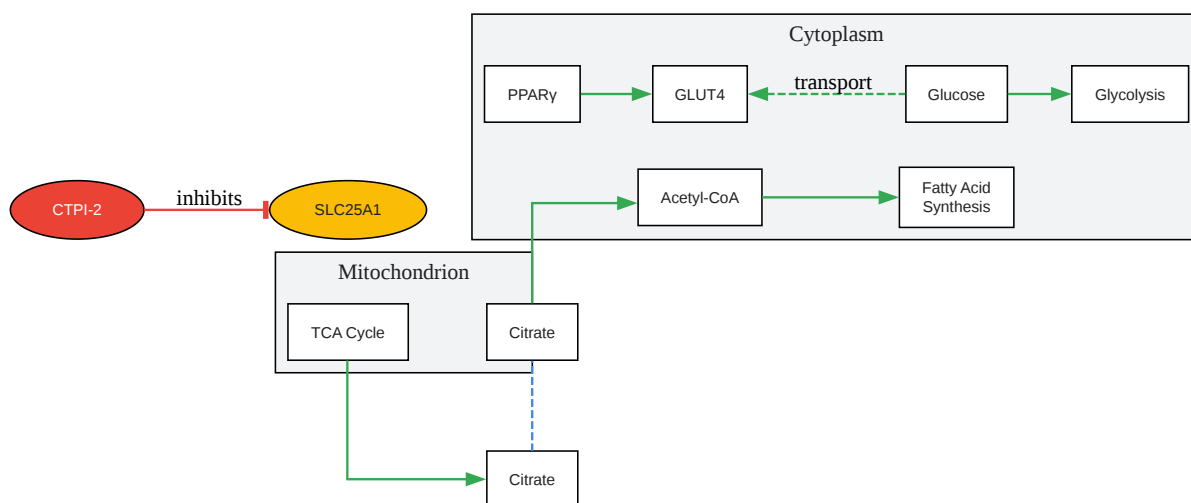 Cytoplasm
PPARγ
GLUT4
transport
Glucose
Glycolysis
CTPI-2
inhibits
SLC25A1
Acetyl-CoA
Fatty Acid
Synthesis
Mitochondrion
TCA Cycle
Citrate
Citrate